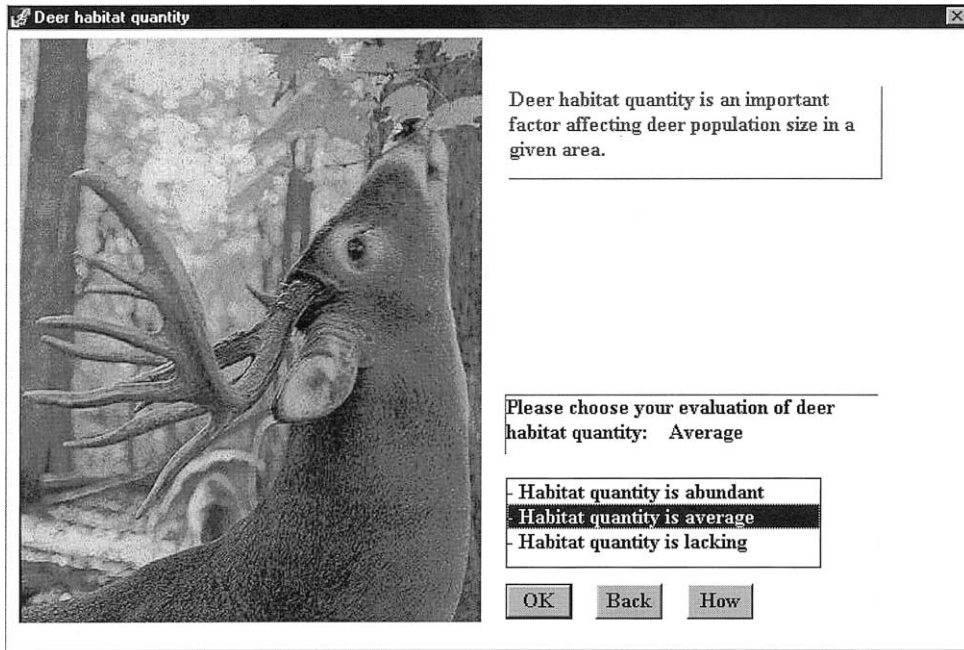 Deer habitat quantity
Deer habitat quantity is an important
factor affecting deer population size in a
given area.
Please choose your evaluation of deer
habitat quantity: Average
- Habitat quantity is abundant
- Habitat quantity is average
- Habitat quantity is lacking
OK Back How